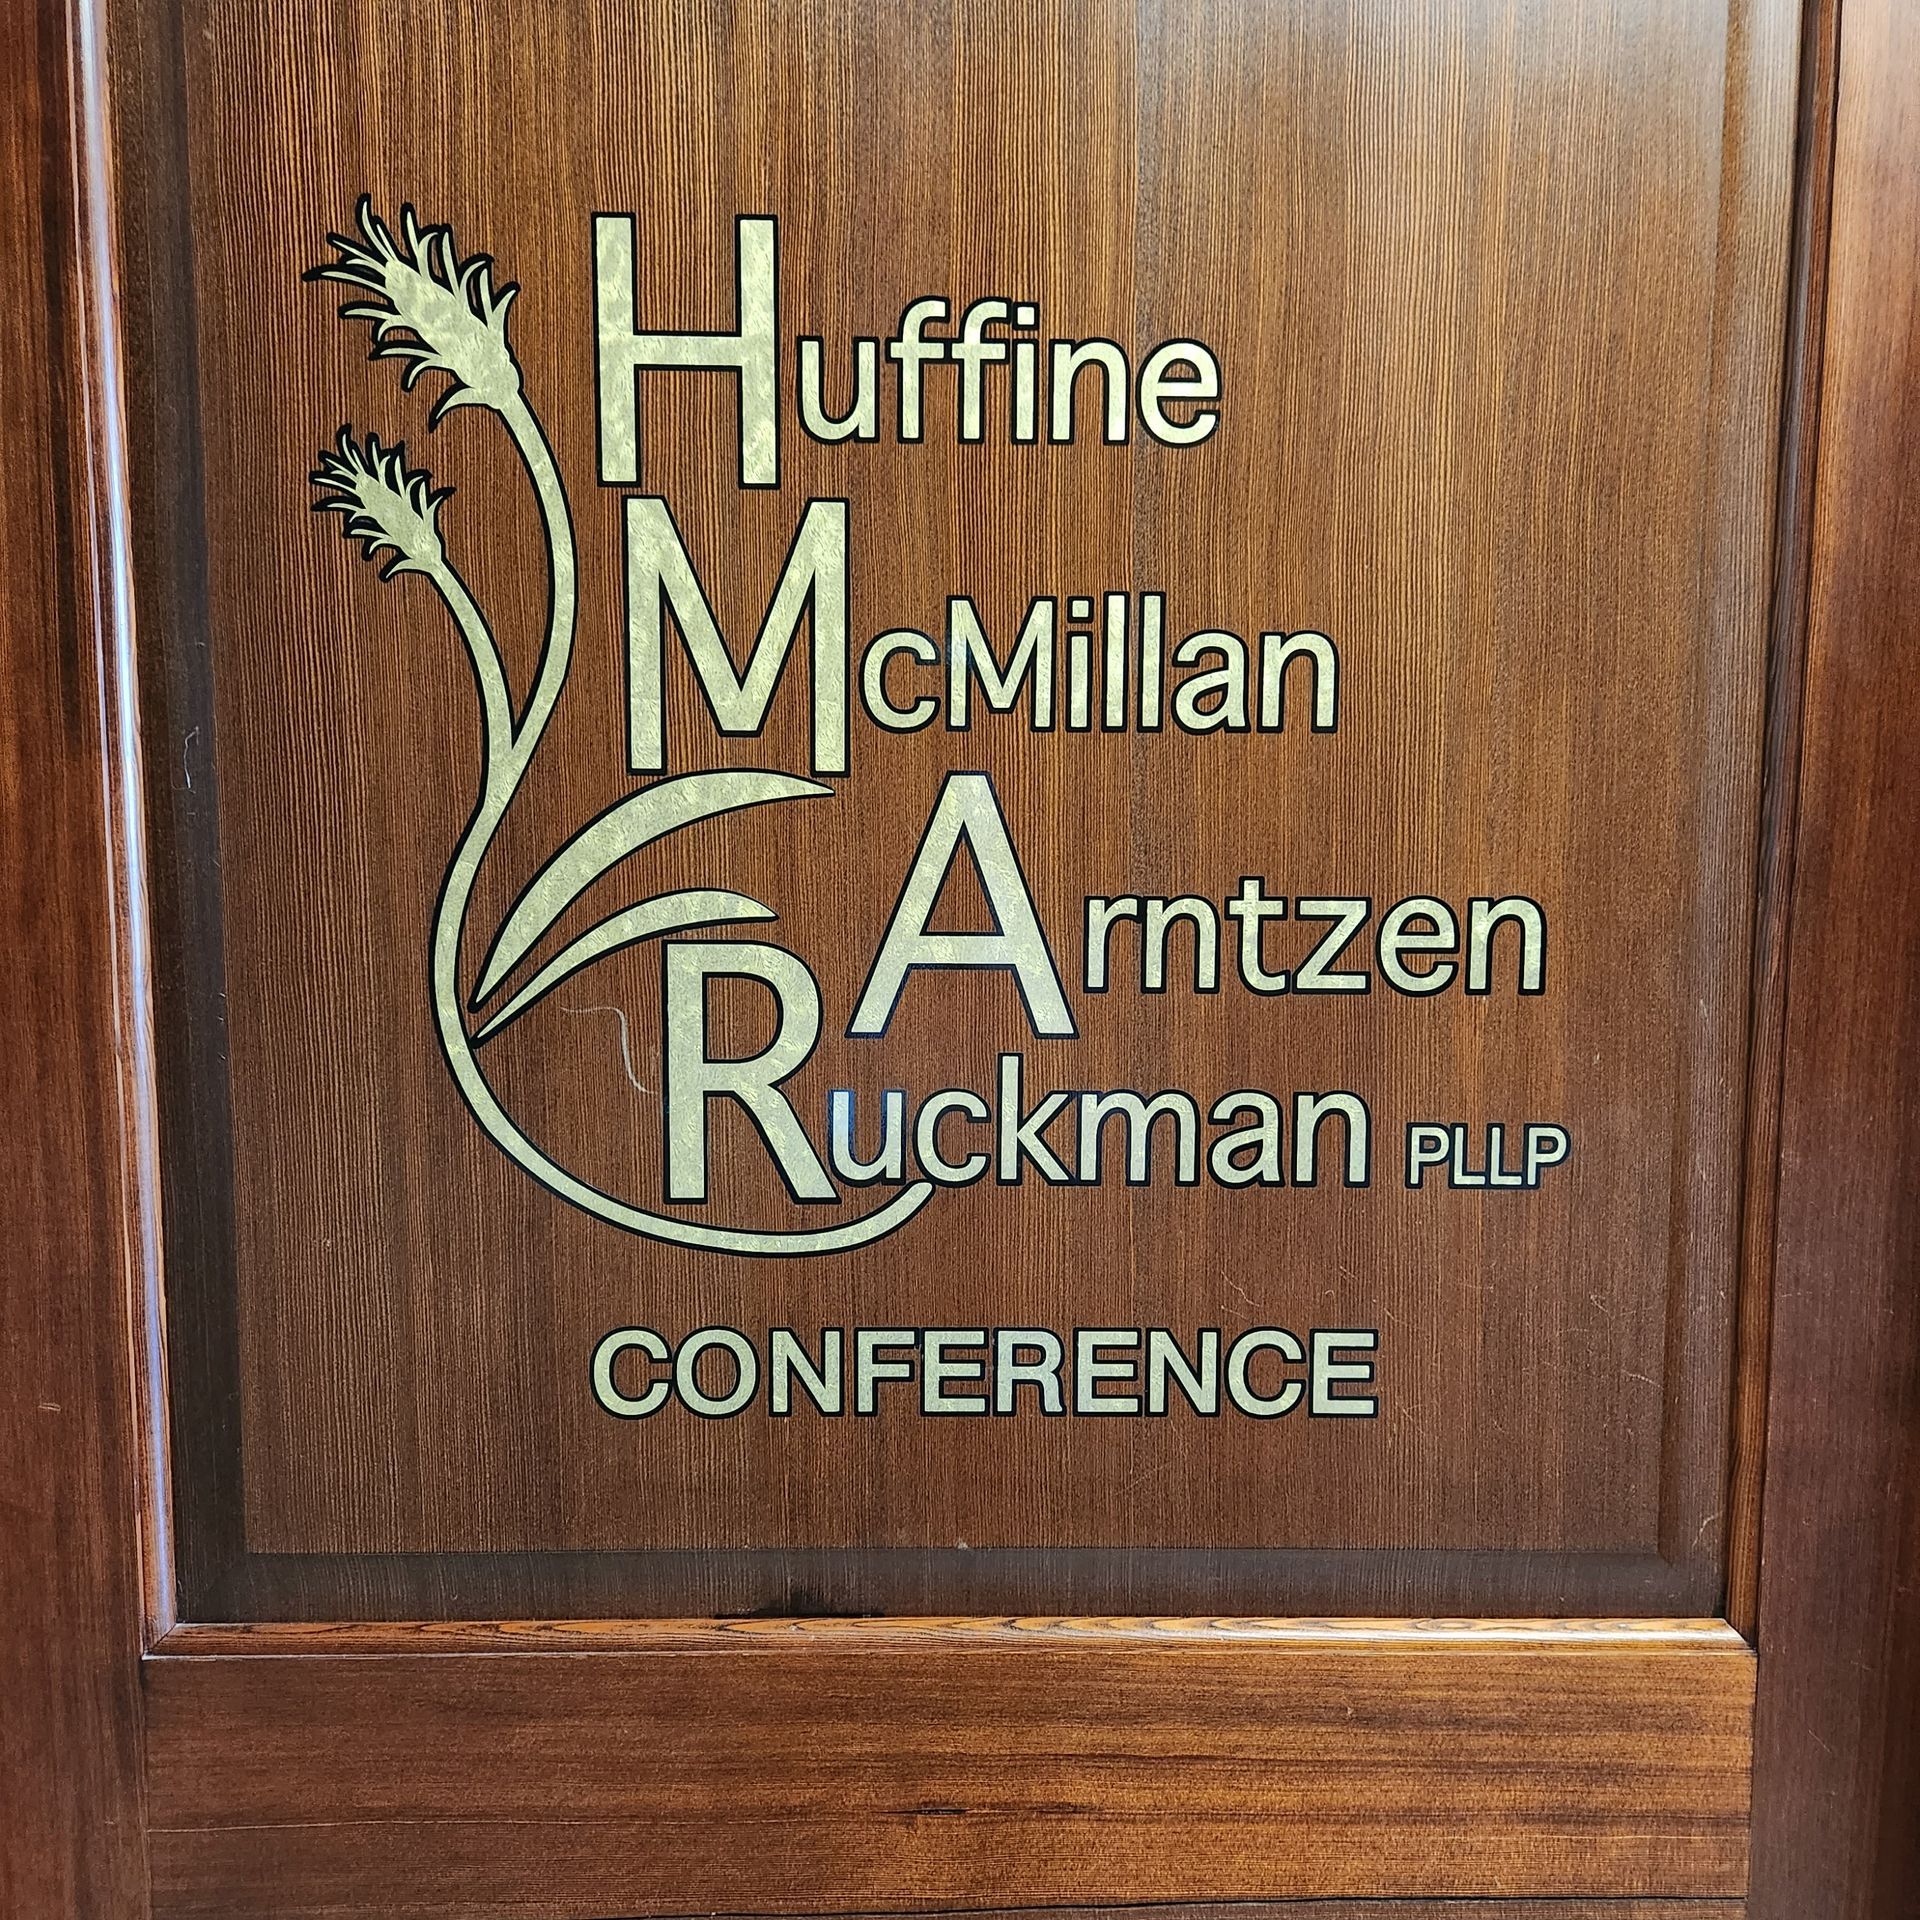 Huffine
McMillan
Arntzen
Ruckman PLLP
CONFERENCE